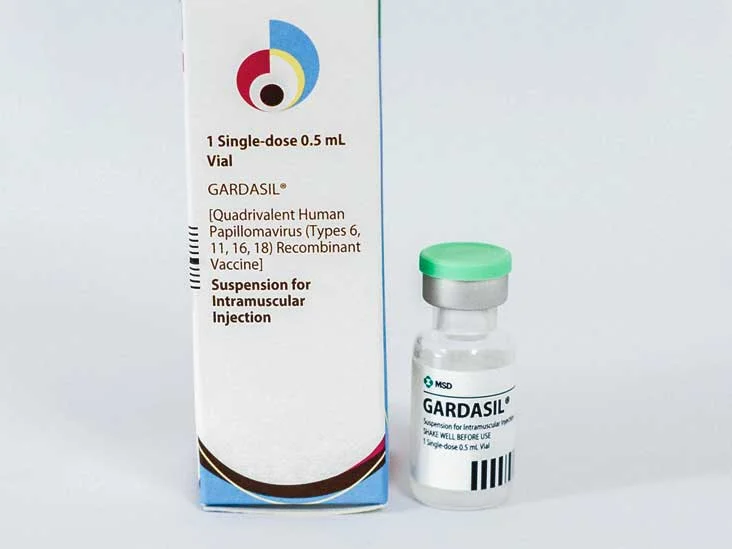 1 Single-dose 0.5 mL
Vial
GARDASIL®
[Quadrivalent Human
Papillomavirus (Types 6,
11, 16, 18) Recombinant
Vaccine]
Suspension for
Intramuscular
Injection
MSD
GARDASIL®
Suspension for Intramuscular Injection
SHAKE WELL BEFORE USE
1 Single-dose 0.5 mL Vial